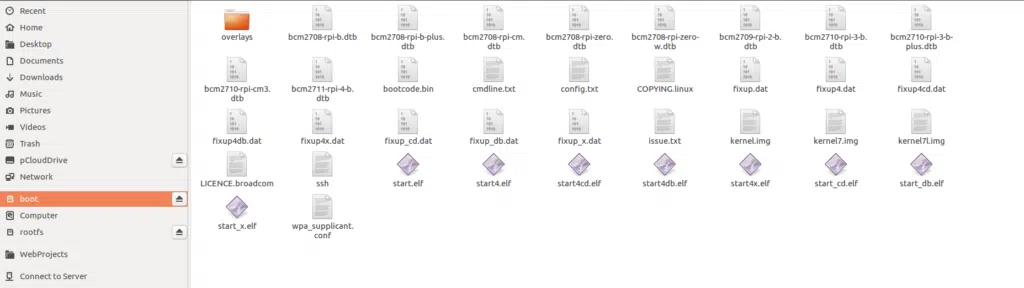 Recent
Home
Desktop
Documents
Downloads
Music
Pictures
Videos
Trash
pCloudDrive
Network
boot
Computer
rootfs
WebProjects
Connect to Server
overlays
bcm2708-rpi-b.dtb
bcm2708-rpi-b-plus.
dtb
bcm2708-rpi-cm.
dtb
bcm2708-rpi-zero.
dtb
bcm2708-rpi-zero-
w.dtb
bcm2709-rpi-2-b.
dtb
bcm2710-rpi-3-b.
dtb
bcm2710-rpi-3-b-
plus.dtb
bcm2710-rpi-cm3.
dtb
bcm2711-rpi-4-b.
dtb
bootcode.bin
cmdline.txt
config.txt
COPYING.linux
fixup.dat
fixup4.dat
fixup4cd.dat
fixup4db.dat
fixup4x.dat
fixup_cd.dat
fixup_db.dat
fixup_x.dat
issue.txt
kernel.img
kernel7.img
kernel7l.img
LICENCE.broadcom
ssh
start.elf
start4.elf
start4cd.elf
start4db.elf
start4x.elf
start_cd.elf
start_db.elf
start_x.elf
wpa_supplicant.
conf